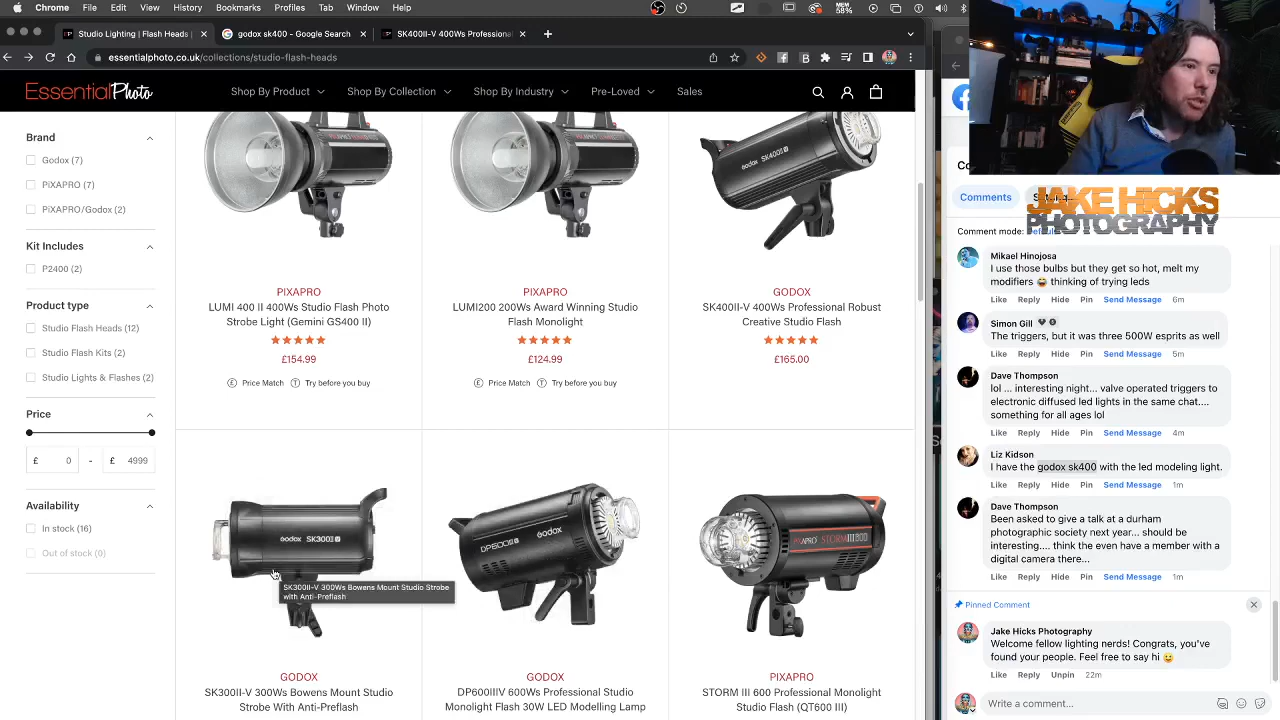 Chrome File Edit View History Bookmarks Profiles Tab Window Help
MEM
58%
Studio Lighting | Flash Heads |
godox sk400 - Google Search
SK400II-V 400Ws Professional
essentialphoto.co.uk/collections/studio-flash-heads
EssentialPhoto
Shop By Product
Shop By Collection
Shop By Industry
Pre-Loved
Sales
Brand
Godox (7)
PiXAPRO (7)
PiXAPRO/Godox (2)
Kit Includes
P2400 (2)
Product type
Studio Flash Heads (12)
Studio Flash Kits (2)
Studio Lights & Flashes (2)
Price
£ 0 - £ 4999
Availability
In stock (16)
Out of stock (0)
PIXAPRO
LUMI 400 II 400Ws Studio Flash Photo
Strobe Light (Gemini GS400 II)
£154.99
Price Match Try before you buy
PIXAPRO
LUMI200 200Ws Award Winning Studio
Flash Monolight
£124.99
Price Match Try before you buy
godox SK400II V
GODOX
SK400II-V 400Ws Professional Robust
Creative Studio Flash
£165.00
Godox SK300II V
SK300II-V 300Ws Bowens Mount Studio Strobe
with Anti-Preflash
GODOX
SK300II-V 300Ws Bowens Mount Studio
Strobe With Anti-Preflash
DP600III V Godox
GODOX
DP600IIIV 600Ws Professional Studio
Monolight Flash 30W LED Modelling Lamp
PIXAPRO STORM III 600
PIXAPRO
STORM III 600 Professional Monolight
Studio Flash (QT600 III)
JAKE HICKS
PHOTOGRAPHY
Comments
Comment mode: Default
Mikael Hinojosa
I use those bulbs but they get so hot, melt my
modifiers 😂 thinking of trying leds
Like Reply Hide Pin Send Message 6m
Simon Gill
The triggers, but it was three 500W esprits as well
Like Reply Hide Pin Send Message 5m
Dave Thompson
lol ... interesting night... valve operated triggers to
electronic diffused led lights in the same chat....
something for all ages lol
Like Reply Hide Pin Send Message 4m
Liz Kidson
I have the godox sk400 with the led modeling light.
Like Reply Hide Pin Send Message 1m
Dave Thompson
Been asked to give a talk at a durham
photographic society next year... should be
interesting.... think the even have a member with a
digital camera there...
Like Reply Hide Pin Send Message 1m
Pinned Comment
Jake Hicks Photography
Welcome fellow lighting nerds! Congrats, you've
found your people. Feel free to say hi 😉
Like Reply Unpin 22m
Write a comment...